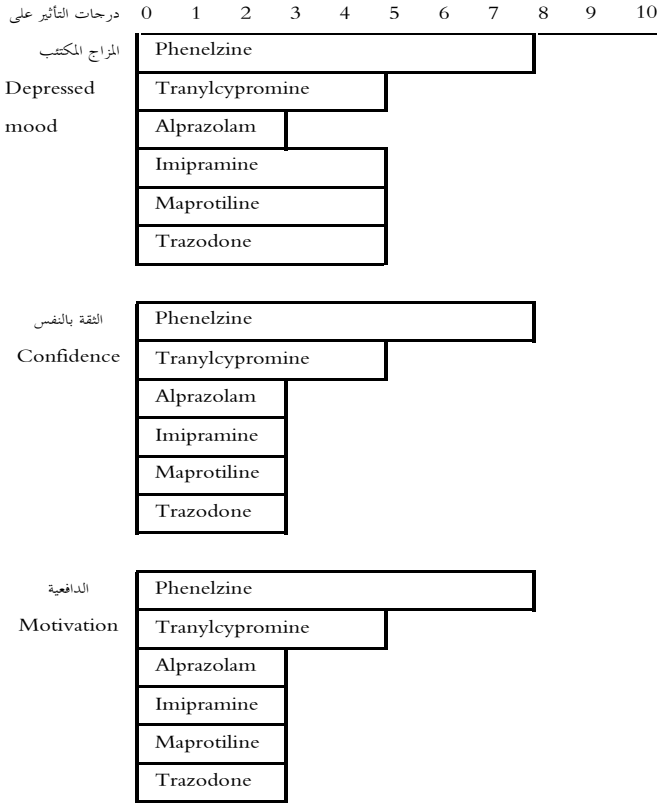 درجات التأثير على 0 1 2 3 4 5 6 7 8 9 10
المزاج المكتئب Phenelzine
Depressed Tranylcypromine
mood Alprazolam
Imipramine
Maprotiline
Trazodone
الثقة بالنفس Phenelzine
Confidence Tranylcypromine
Alprazolam
Imipramine
Maprotiline
Trazodone
الدافعية Phenelzine
Motivation Tranylcypromine
Alprazolam
Imipramine
Maprotiline
Trazodone